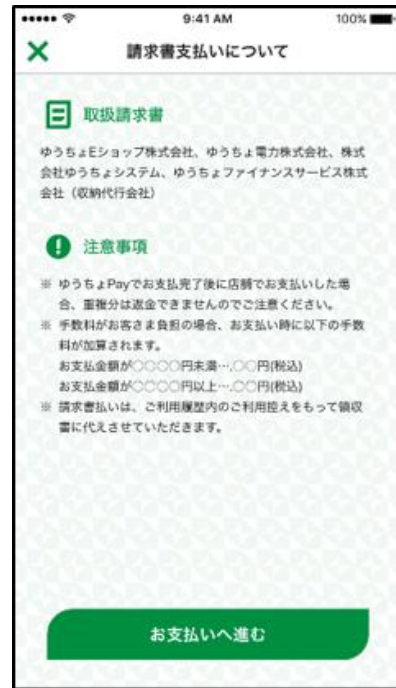 9:41 AM
100%
請求書支払いについて
取扱請求書
ゆうちょEショップ株式会社、ゆうちょ電力株式会社、株式
会社ゆうちょシステム、ゆうちょファイナンスサービス株式
会社（収納代行会社）
注意事項
※ ゆうちょPayでお支払完了後に店舗でお支払いした場
合、重複分は返金できませんのでご注意ください。
※ 手数料がお客さま負担の場合、お支払い時に以下の手数
料が加算されます。
お支払金額が〇〇〇〇円未満…〇〇円(税込)
お支払金額が〇〇〇〇円以上…〇〇円(税込)
※ 請求書払いは、ご利用履歴内のご利用控えをもって領収
書に代えさせていただきます。
お支払いへ進む